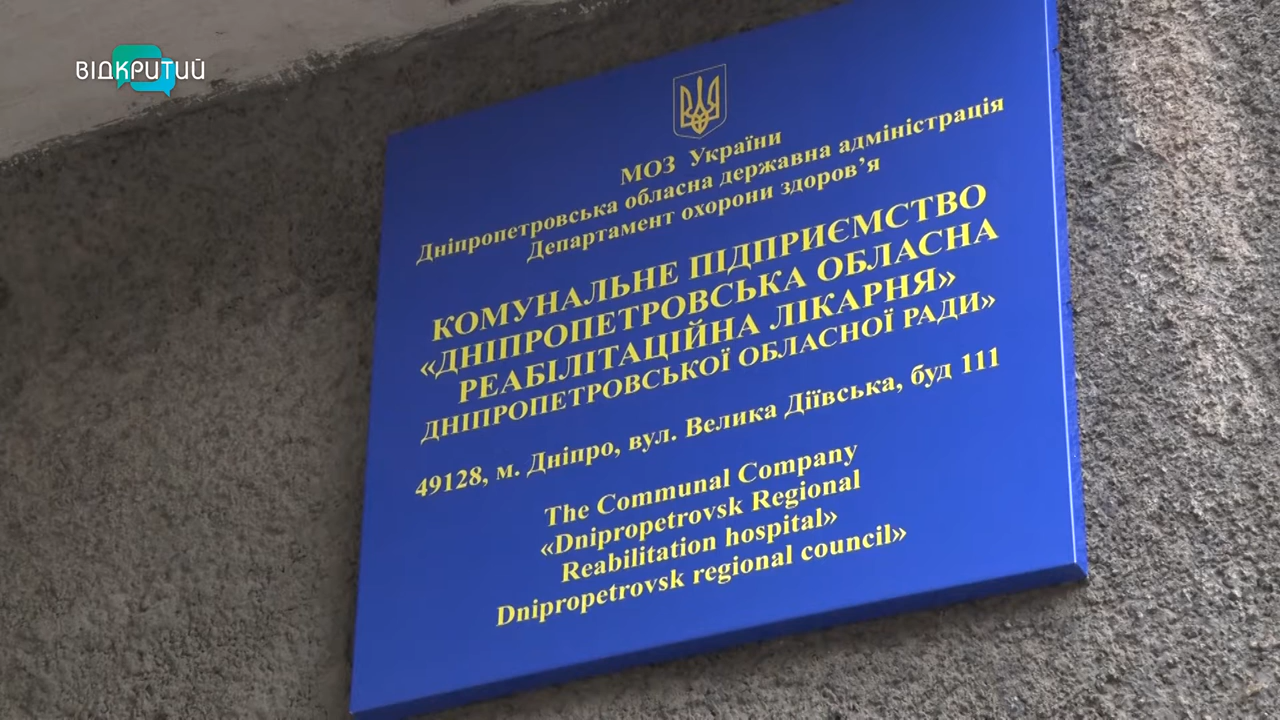 ВІДКРИТИЙ
МОЗ України
Дніпропетровська обласна державна адміністрація
Департамент охорони здоров’я
КОМУНАЛЬНЕ ПІДПРИЄМСТВО
«ДНІПРОПЕТРОВСЬКА ОБЛАСНА
РЕАБІЛІТАЦІЙНА ЛІКАРНЯ»
ДНІПРОПЕТРОВСЬКОЇ ОБЛАСНОЇ РАДИ»
49128, м. Дніпро, вул. Велика Діївська, буд 111
The Communal Company
«Dnipropetrovsk Regional
Reabilitation hospital»
Dnipropetrovsk regional council»